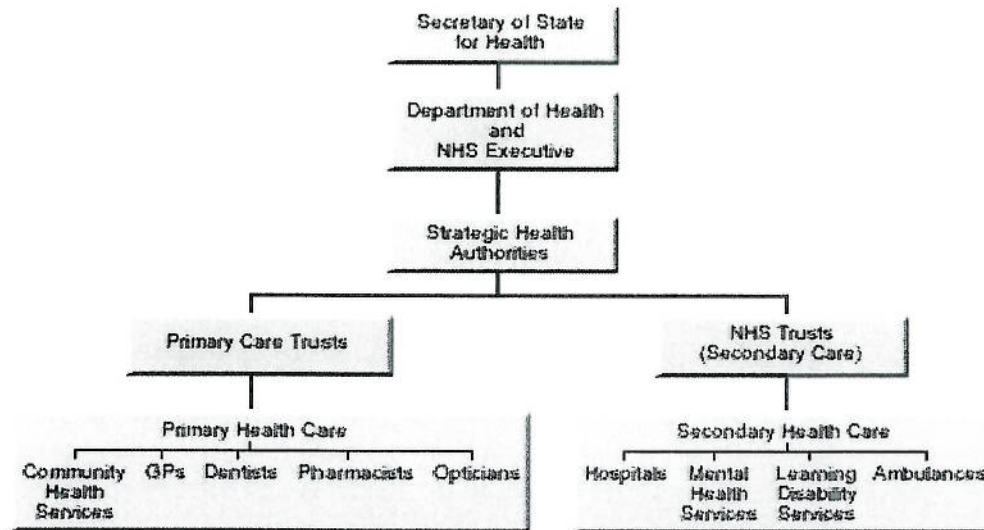 Secretary of State
for Health
Department of Health
and
NHS Executive
Strategic Health
Authorities
Primary Care Trusts
NHS Trusts
(Secondary Care)
Primary Health Care
Community
Health
Services
GPs
Dentists
Pharmacists
Opticians
Secondary Health Care
Hospitals
Mental
Health
Services
Learning
Disability
Services
Ambulances